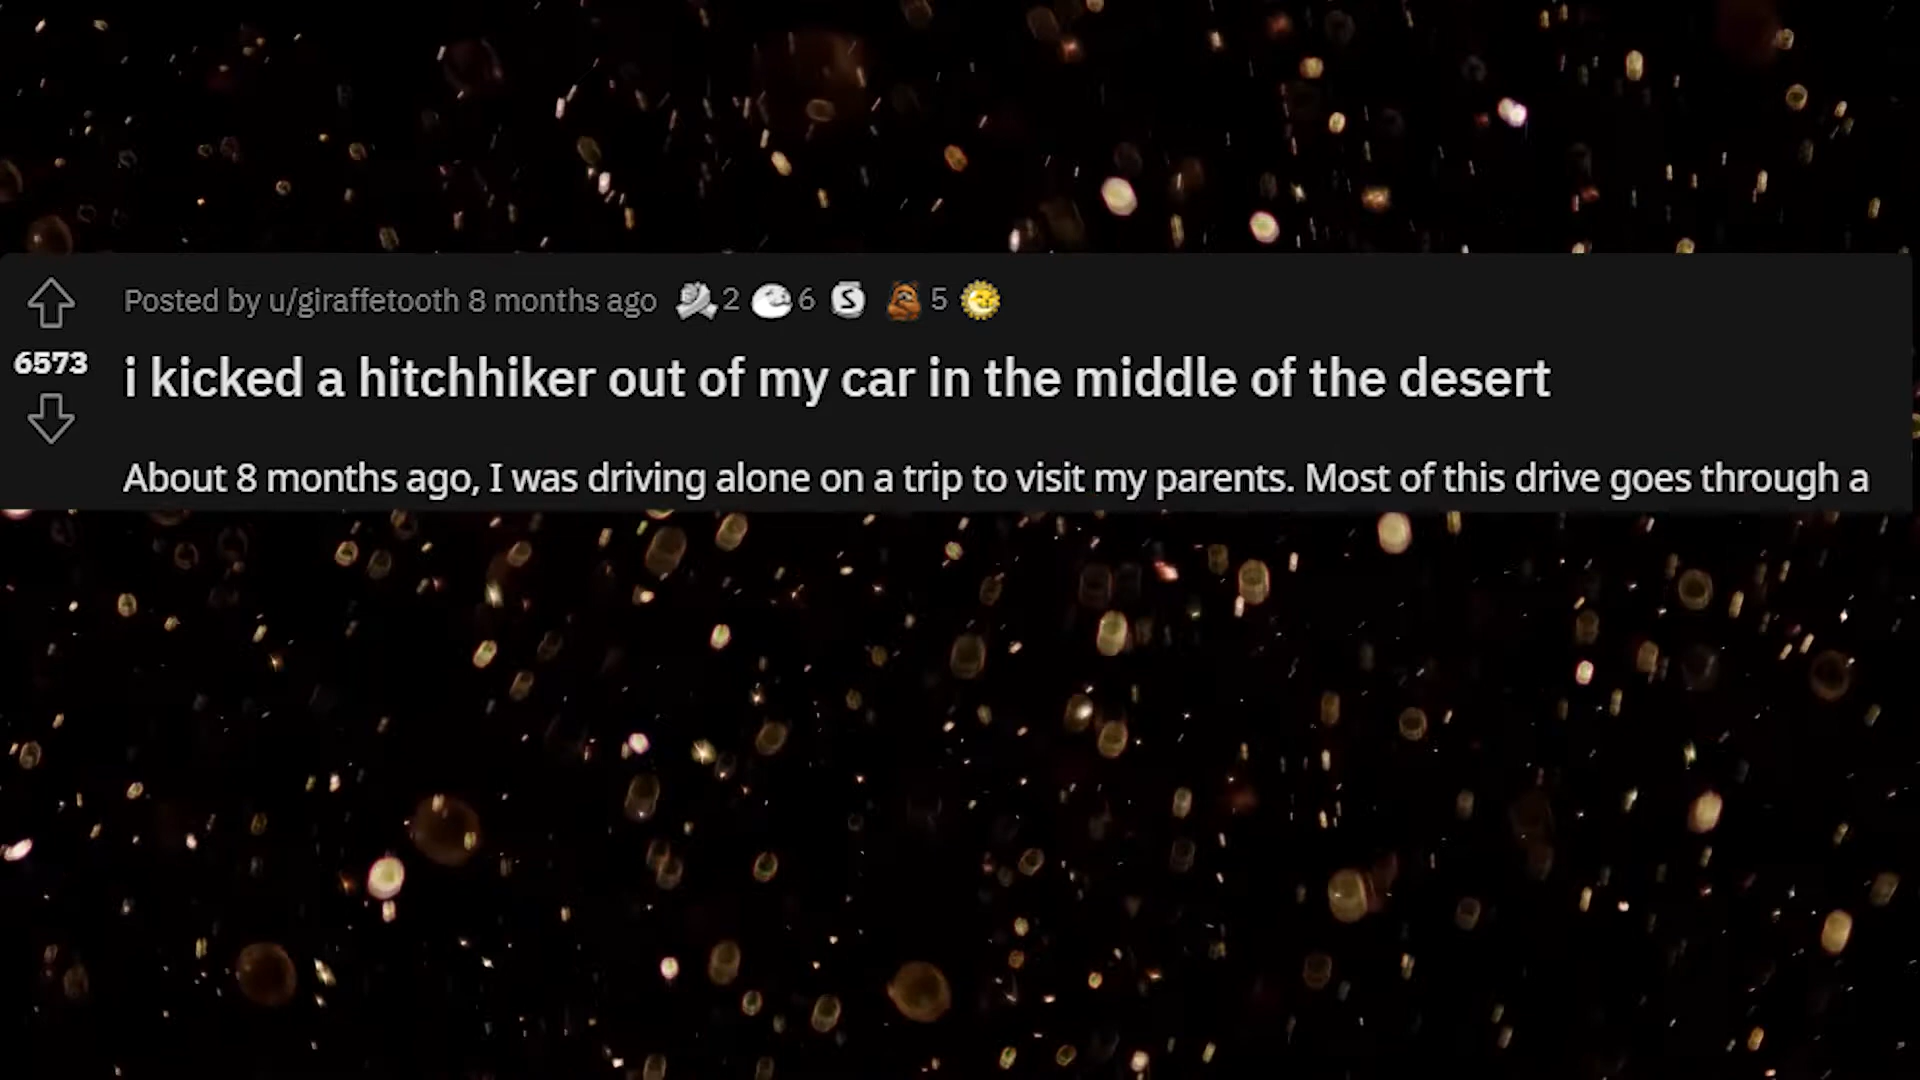 Posted by u/giraffetooth 8 months ago 2 6 S 5
6573
i kicked a hitchhiker out of my car in the middle of the desert
About 8 months ago, I was driving alone on a trip to visit my parents. Most of this drive goes through a